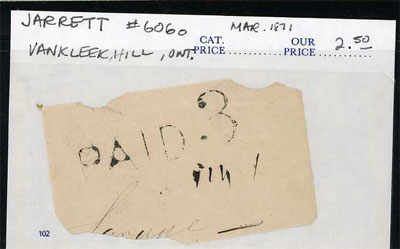 JARRETT #6060 MAR. 1871
CAT. OUR
VANKLEEK, HILL, ONT. PRICE.............PRICE............. 2.50
PAID 3
102